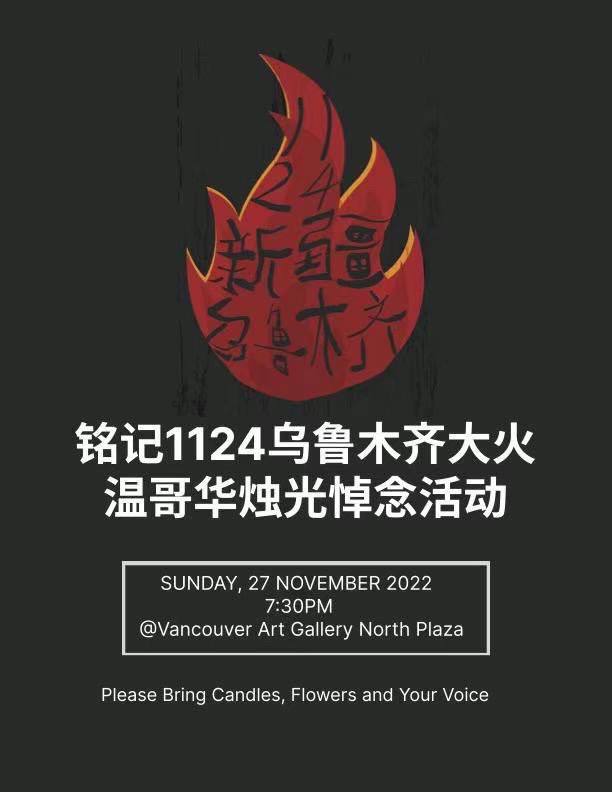 11
24
新疆
乌鲁木齐
铭记1124乌鲁木齐大火
温哥华烛光悼念活动
SUNDAY, 27 NOVEMBER 2022
7:30PM
@Vancouver Art Gallery North Plaza
Please Bring Candles, Flowers and Your Voice